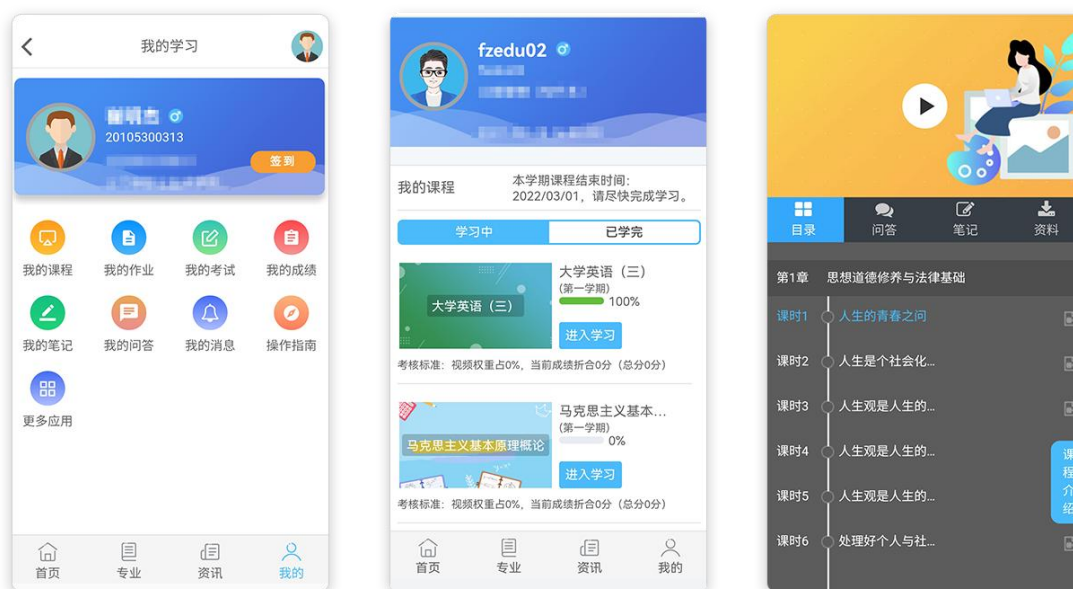 我的学习
20105300313
签到
我的课程 我的作业 我的考试 我的成绩
我的笔记 我的问答 我的消息 操作指南
更多应用
首页 专业 资讯 我的
fzedu02
我的课程
本学期课程结束时间：
2022/03/01，请尽快完成学习。
学习中 已学完
大学英语（三）
大学英语（三）
(第一学期)
100%
进入学习
考核标准：视频权重占0%，当前成绩折合0分（总分0分）
马克思主义基本原理概论
马克思主义基本...
(第一学期)
0%
进入学习
考核标准：视频权重占0%，当前成绩折合0分（总分0分）
首页 专业 资讯 我的
目录 问答 笔记 资料
第1章 思想道德修养与法律基础
课时1 人生的青春之问
课时2 人生是个社会化...
课时3 人生观是人生的...
课时4 人生观是人生的...
课时5 人生观是人生的...
课时6 处理好个人与社...
课
程
介
绍